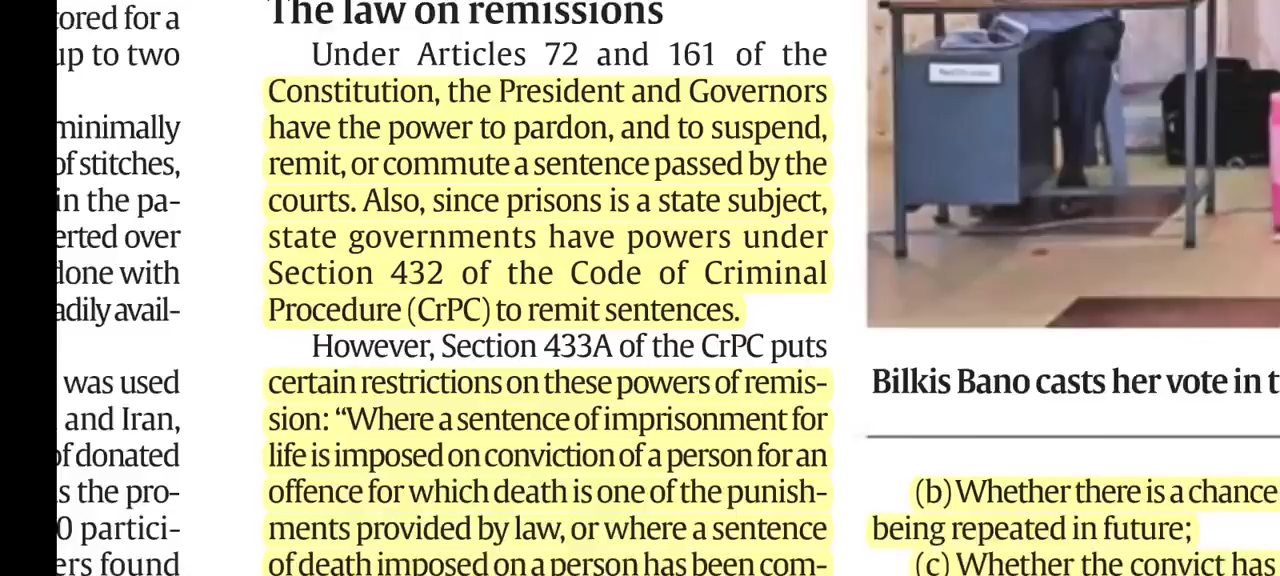 tored for a
up to two
minimally
of stitches,
in the pa-
erted over
done with
adily avail-
was used
and Iran,
of donated
s the pro-
0 partici-
ers found
The law on remissions
Under Articles 72 and 161 of the
Constitution, the President and Governors
have the power to pardon, and to suspend,
remit, or commute a sentence passed by the
courts. Also, since prisons is a state subject,
state governments have powers under
Section 432 of the Code of Criminal
Procedure (CrPC) to remit sentences.
However, Section 433A of the CrPC puts
certain restrictions on these powers of remis-
sion: “Where a sentence of imprisonment for
life is imposed on conviction of a person for an
offence for which death is one of the punish-
ments provided by law, or where a sentence
of death imposed on a person has been com-
Bilkis Bano casts her vote in t
(b) Whether there is a chance
being repeated in future;
(c) Whether the convict has